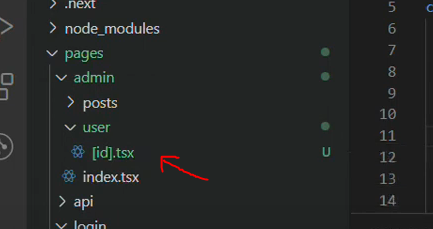 .next
node_modules
pages
admin
posts
user
[id].tsx U
index.tsx
api
login
5
6
7
8
9
10
11
12
13
14